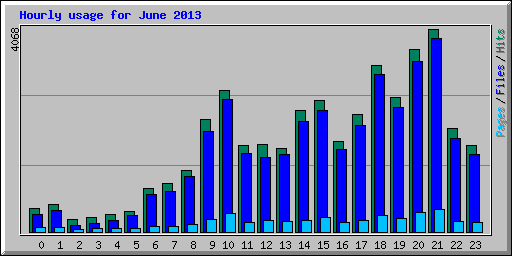 Hourly usage for June 2013
4068
Pages / Files / Hits
0 1 2 3 4 5 6 7 8 9 10 11 12 13 14 15 16 17 18 19 20 21 22 23